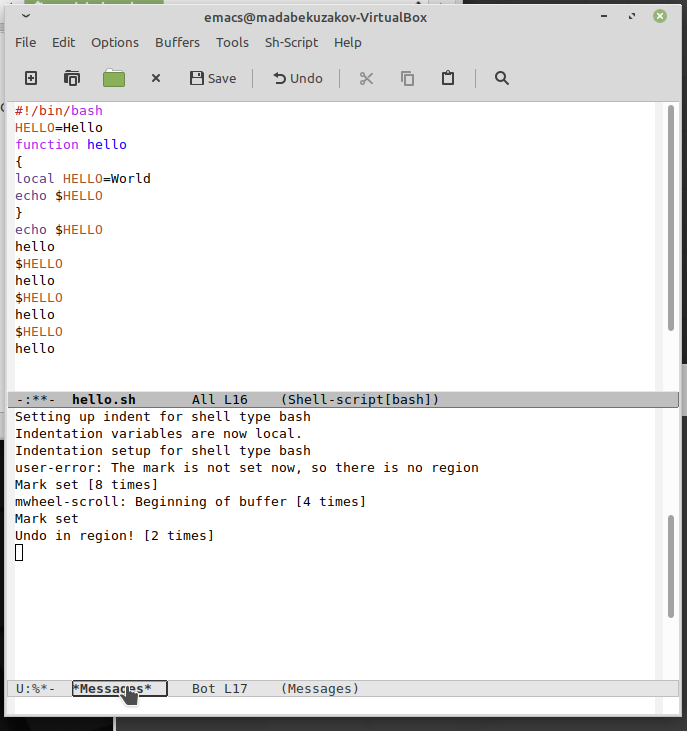 emacs@madabekuzakov-VirtualBox
File Edit Options Buffers Tools Sh-Script Help
Save Undo
#!/bin/bash
HELLO=Hello
function hello
{
local HELLO=World
echo $HELLO
}
echo $HELLO
hello
$HELLO
hello
$HELLO
hello
$HELLO
hello
-:**- hello.sh All L16 (Shell-script[bash])
Setting up indent for shell type bash
Indentation variables are now local.
Indentation setup for shell type bash
user-error: The mark is not set now, so there is no region
Mark set [8 times]
mwheel-scroll: Beginning of buffer [4 times]
Mark set
Undo in region! [2 times]
U:%*- *Messages* Bot L17 (Messages)